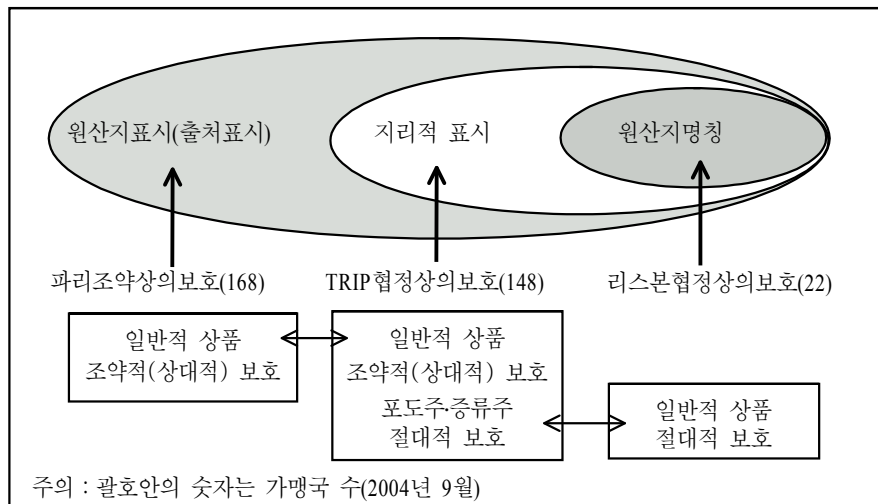 원산지표시(출처표시)
지리적 표시
원산지명칭
파리조약상의보호(168)
TRIP협정상의보호(148)
리스본협정상의보호(22)
일반적 상품
조약적(상대적) 보호
일반적 상품
조약적(상대적) 보호
포도주·증류주
절대적 보호
일반적 상품
절대적 보호
주의 : 괄호안의 숫자는 가맹국 수(2004년 9월)